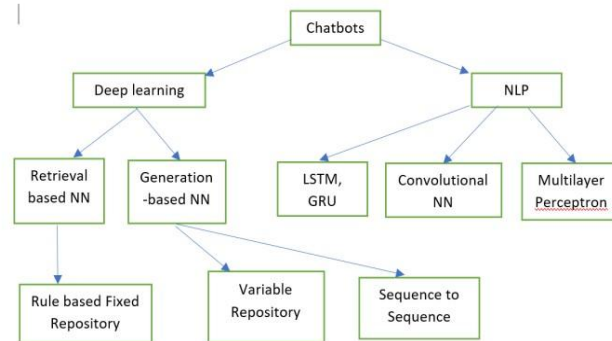 Chatbots
Deep learning
NLP
Retrieval
based NN
Generation
-based NN
LSTM,
GRU
Convolutional
NN
Multilayer
Perceptron
Rule based Fixed
Repository
Variable
Repository
Sequence to
Sequence